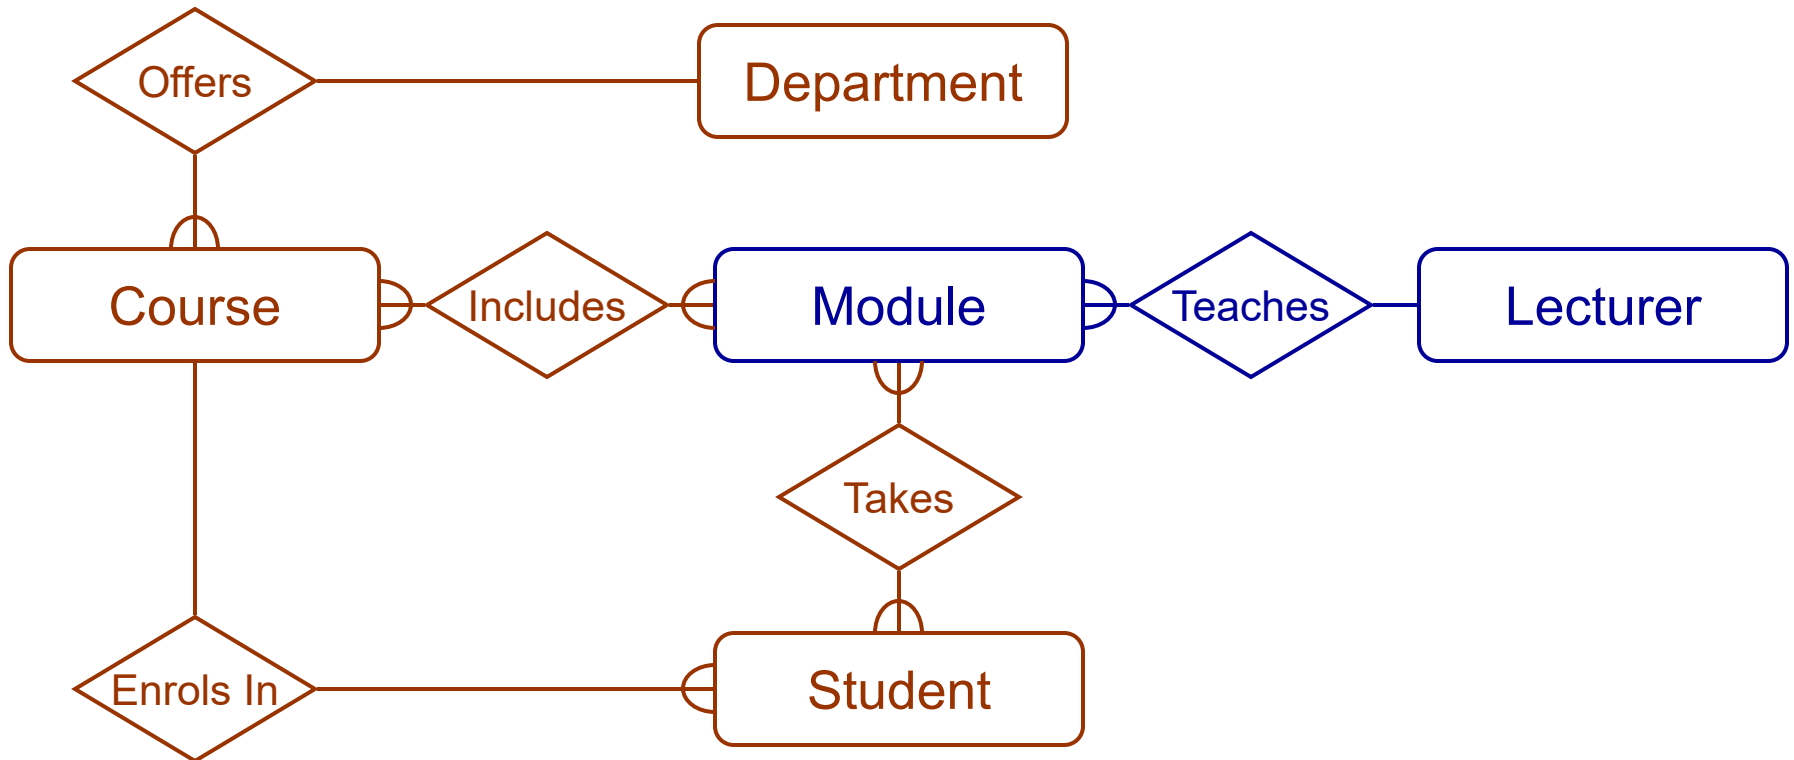 Offers
Department
Course
Includes
Module
Teaches
Lecturer
Takes
Enrols In
Student